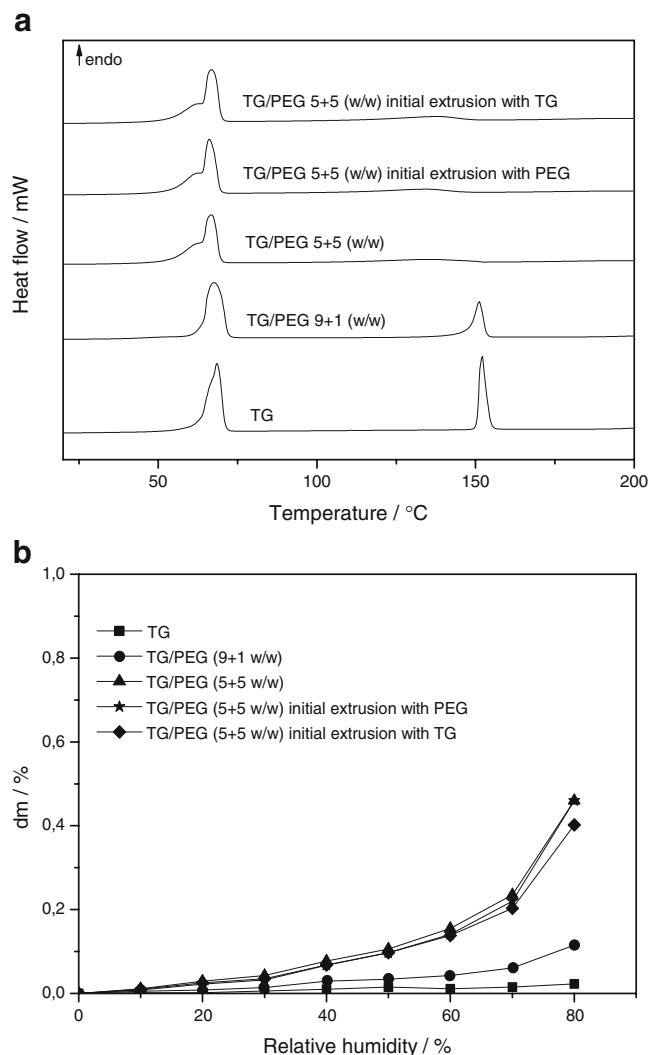 a
endo
TG/PEG 5+5 (w/w) initial extrusion with TG
TG/PEG 5+5 (w/w) initial extrusion with PEG
TG/PEG 5+5 (w/w)
TG/PEG 9+1 (w/w)
TG
Heat flow / mW
50 100 150 200
Temperature / °C
b
1,0
0,8
0,6
0,4
0,2
0,0
dm / %
TG
TG/PEG (9+1 w/w)
TG/PEG (5+5 w/w)
TG/PEG (5+5 w/w) initial extrusion with PEG
TG/PEG (5+5 w/w) initial extrusion with TG
0 20 40 60 80
Relative humidity / %